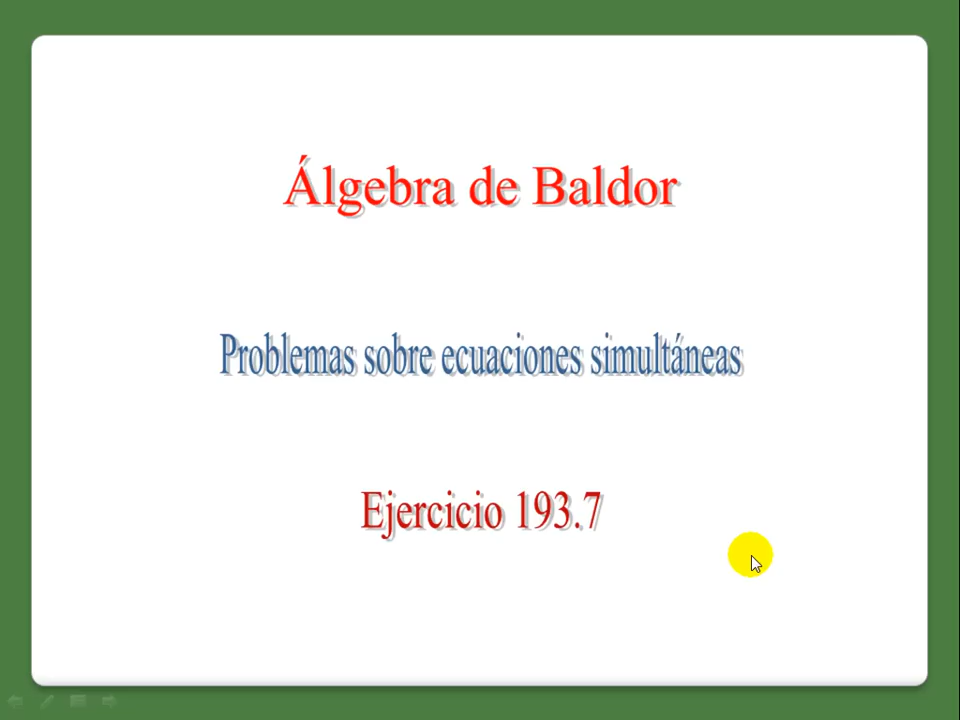 Álgebra de Baldor
Problemas sobre ecuaciones simultáneas
Ejercicio 193.7